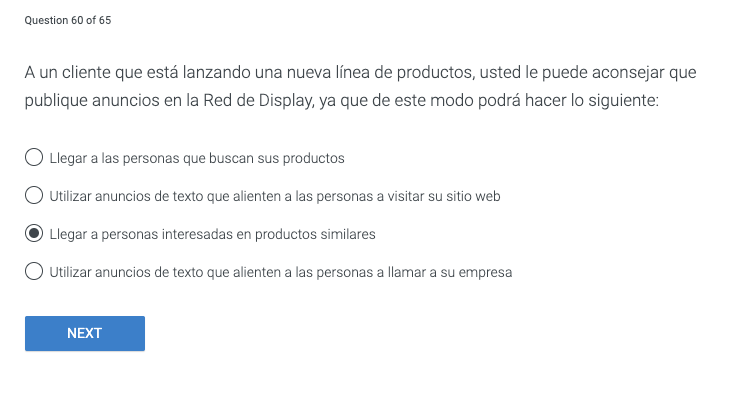 Question 60 of 65
A un cliente que está lanzando una nueva línea de productos, usted le puede aconsejar que
publique anuncios en la Red de Display, ya que de este modo podrá hacer lo siguiente:
Llegar a las personas que buscan sus productos
Utilizar anuncios de texto que alienten a las personas a visitar su sitio web
Llegar a personas interesadas en productos similares
Utilizar anuncios de texto que alienten a las personas a llamar a su empresa
NEXT